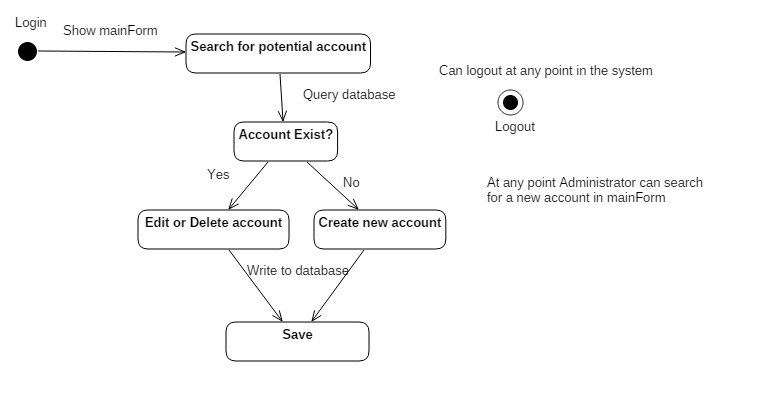 Login
Show mainForm
Search for potential account
Can logout at any point in the system
Query database
Logout
Account Exist?
Yes
No
At any point Administrator can search
for a new account in mainForm
Edit or Delete account
Create new account
Write to database
Save